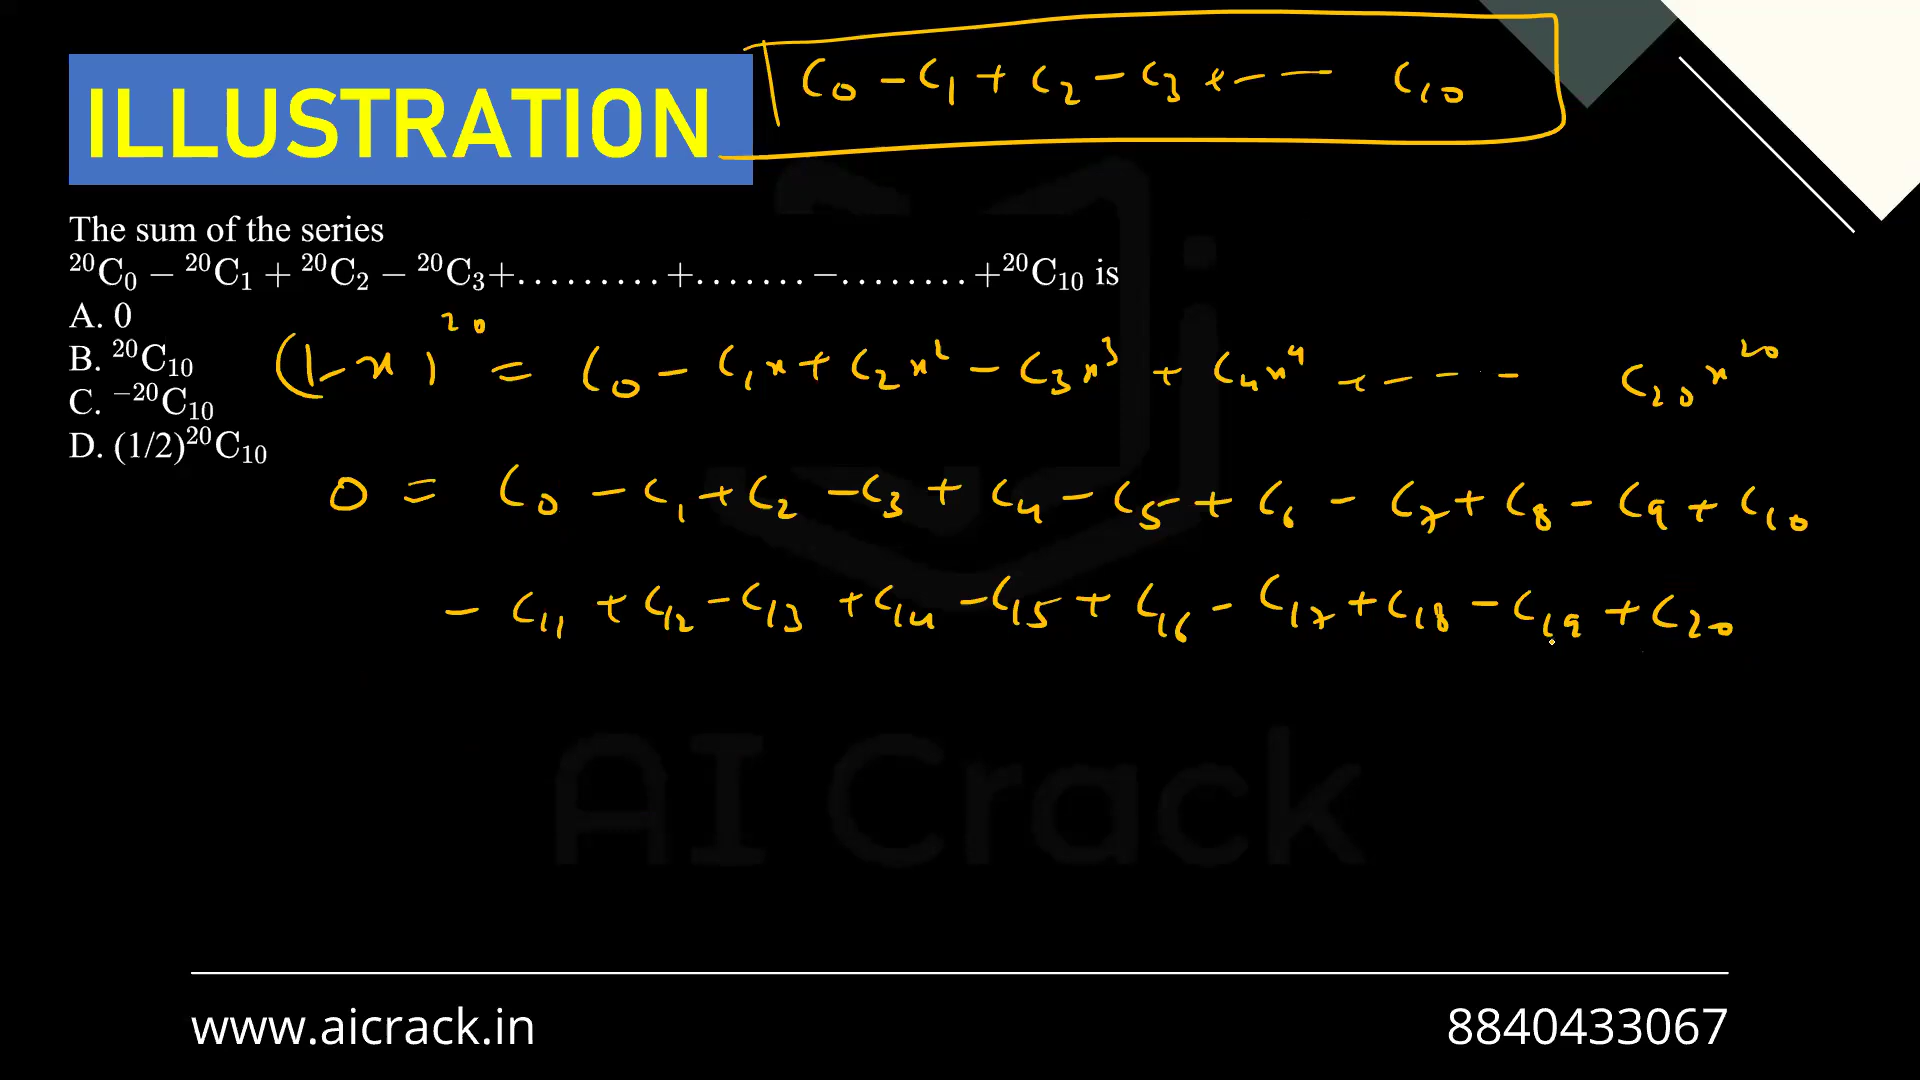 C₀ − C₁ + C₂ − C₃ + − — C₁₀
ILLUSTRATION
The sum of the series
²⁰C₀ − ²⁰C₁ + ²⁰C₂ − ²⁰C₃+.........+.......−........+²⁰C₁₀ is
A. 0
B. ²⁰C₁₀
C. ⁻²⁰C₁₀
D. (1/2)²⁰C₁₀
(1−x)²⁰ = C₀ − C₁x + C₂x² − C₃x³ + C₄x⁴ + − − − C₂₀x²⁰
0 = C₀ − C₁ + C₂ − C₃ + C₄ − C₅ + C₆ − C₇ + C₈ − C₉ + C₁₀
− C₁₁ + C₁₂ − C₁₃ + C₁₄ − C₁₅ + C₁₆ − C₁₇ + C₁₈ − C₁₉ + C₂₀
AI Crack
www.aicrack.in 8840433067